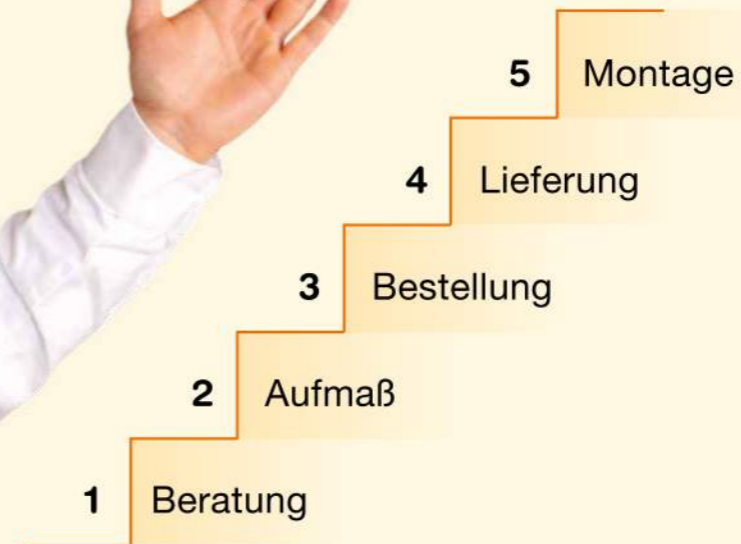 5 Montage
4 Lieferung
3 Bestellung
2 Aufmaß
1 Beratung